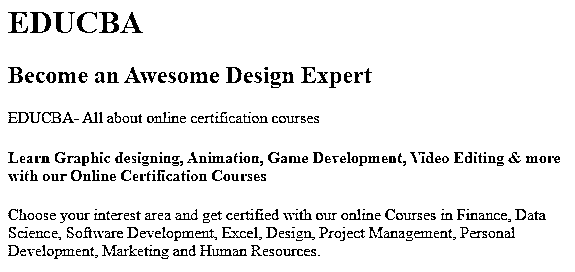 EDUCBA
Become an Awesome Design Expert
EDUCBA- All about online certification courses
Learn Graphic designing, Animation, Game Development, Video Editing & more
with our Online Certification Courses
Choose your interest area and get certified with our online Courses in Finance, Data
Science, Software Development, Excel, Design, Project Management, Personal
Development, Marketing and Human Resources.